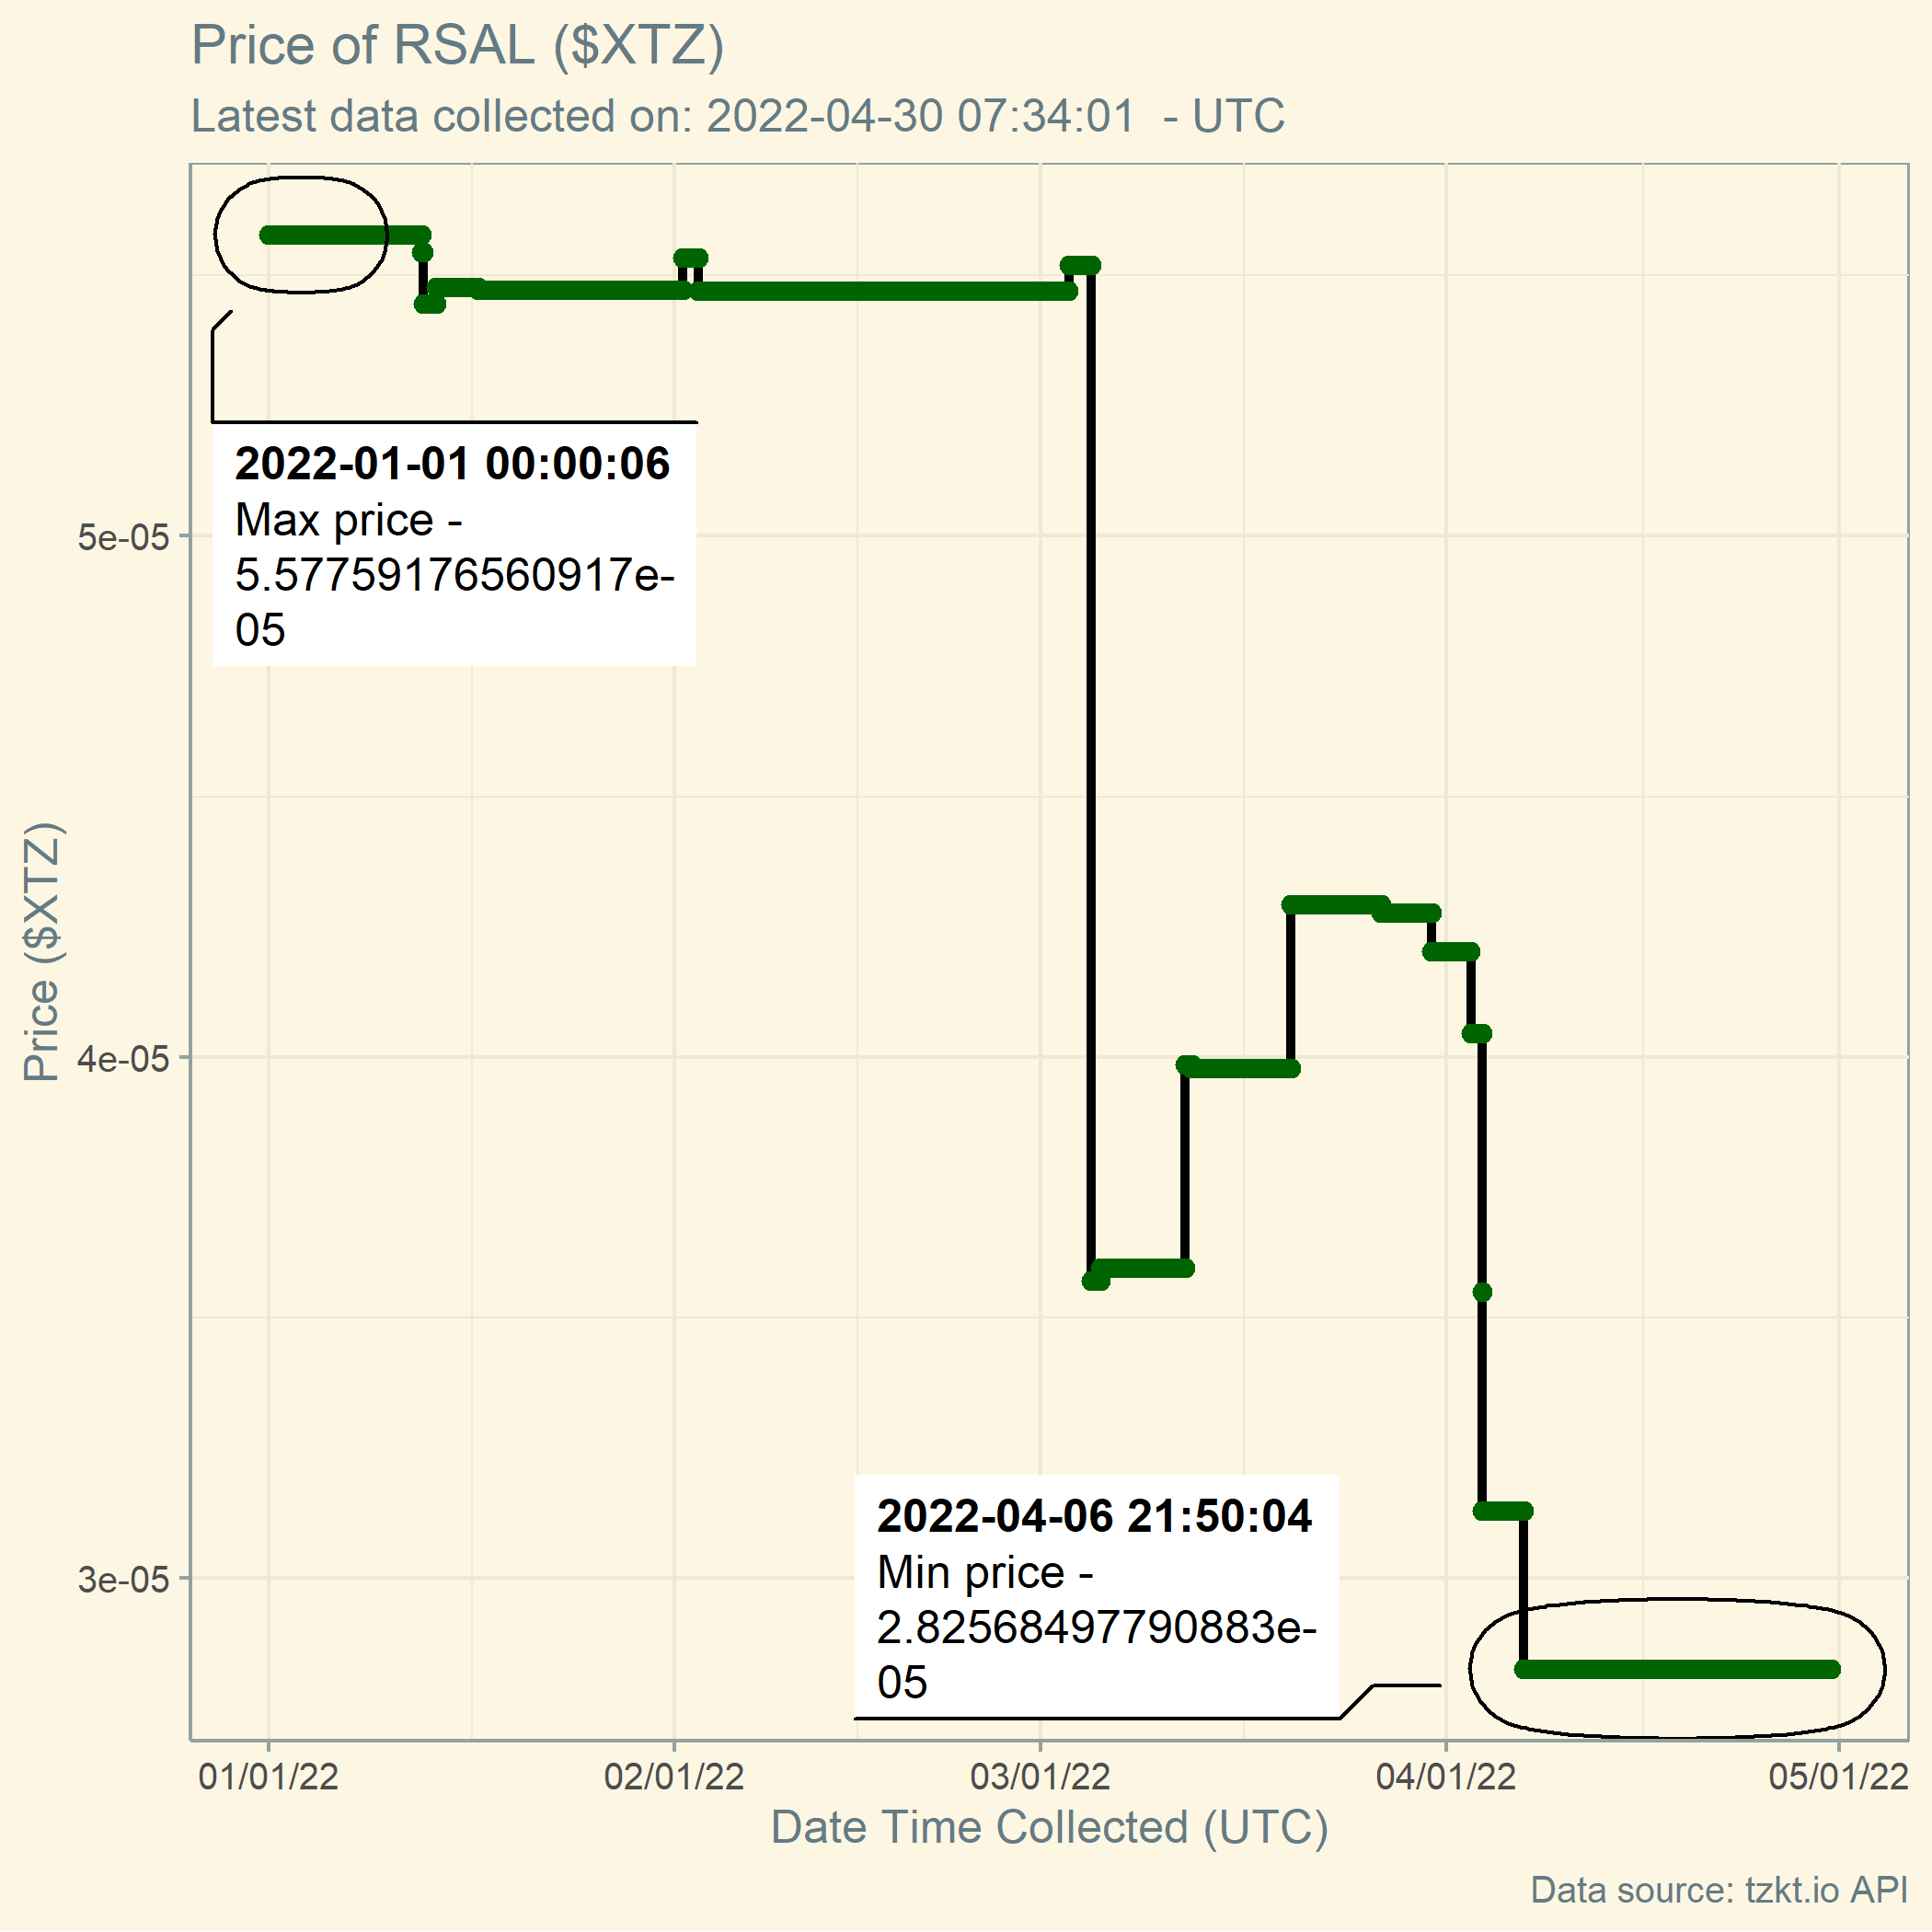 Price of RSAL ($XTZ)
Latest data collected on: 2022-04-30 07:34:01  - UTC
2022-01-01 00:00:06
Max price -
5.57759176560917e-
05
5e-05
Price ($XTZ)
4e-05
2022-04-06 21:50:04
Min price -
2.82568497790883e-
05
3e-05
01/01/22
02/01/22
03/01/22
04/01/22
05/01/22
Date Time Collected (UTC)
Data source: tzkt.io API